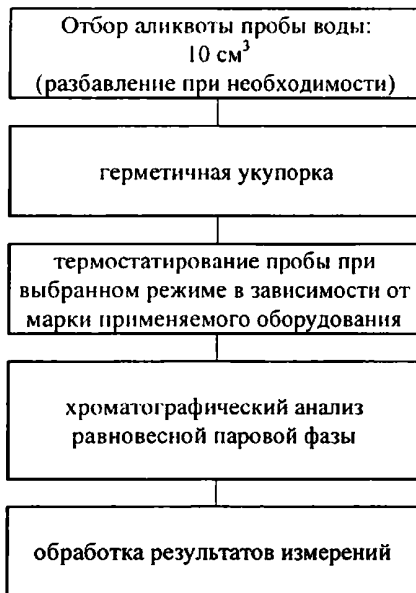 Отбор аликвоты пробы воды:
10 см³
(разбавление при необходимости)
герметичная укупорка
термостатирование пробы при
выбранном режиме в зависимости от
марки применяемого оборудования
хроматографический анализ
равновесной паровой фазы
обработка результатов измерений